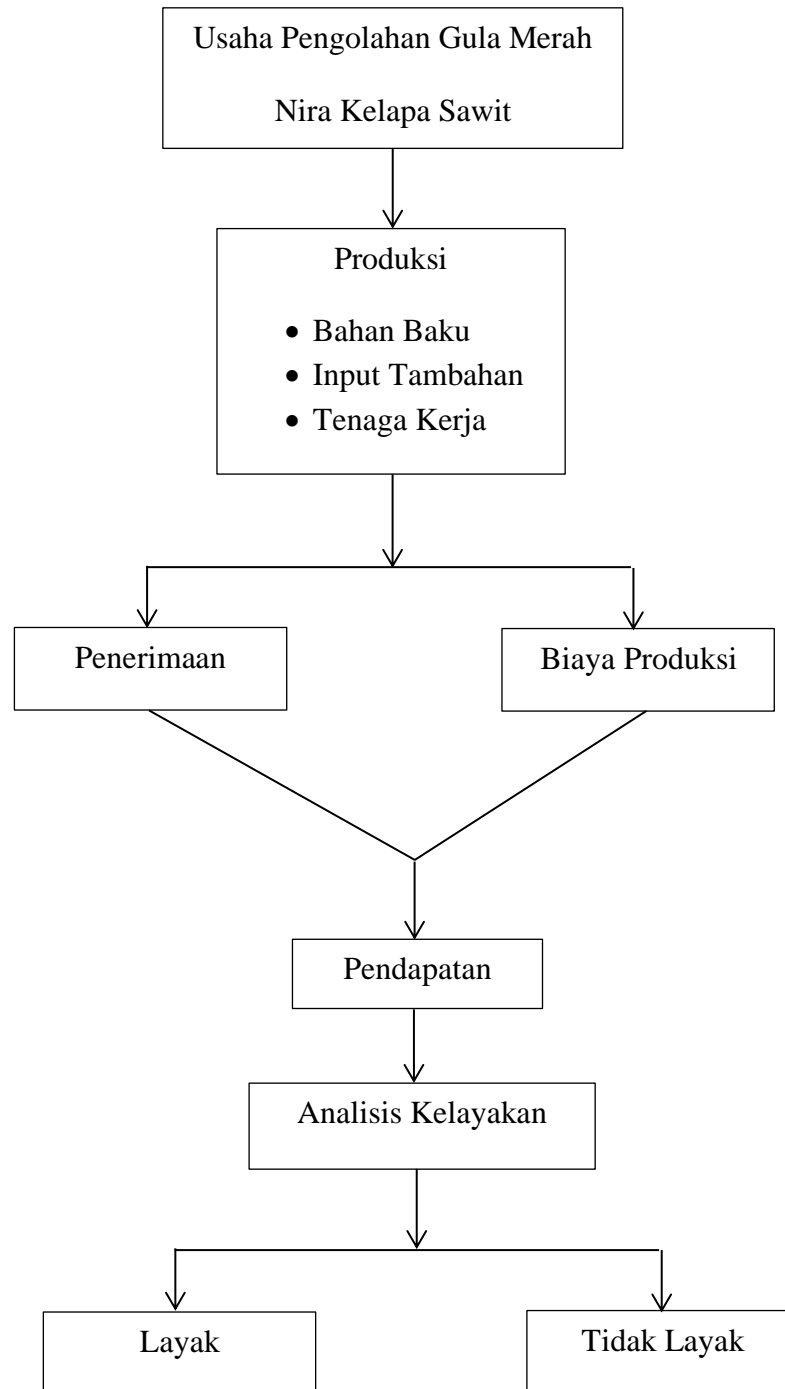 Usaha Pengolahan Gula Merah
Nira Kelapa Sawit
Produksi
• Bahan Baku
• Input Tambahan
• Tenaga Kerja
Penerimaan
Biaya Produksi
Pendapatan
Analisis Kelayakan
Layak
Tidak Layak